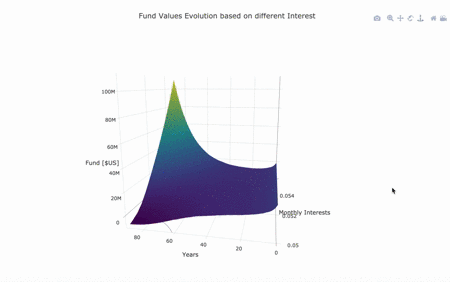 Fund Values Evolution based on different Interest
100M
80M
60M
Fund [$US]
40M
20M
0
0.054
Monthly Interests
0.052
0.05
80
60
40
20
0
Years